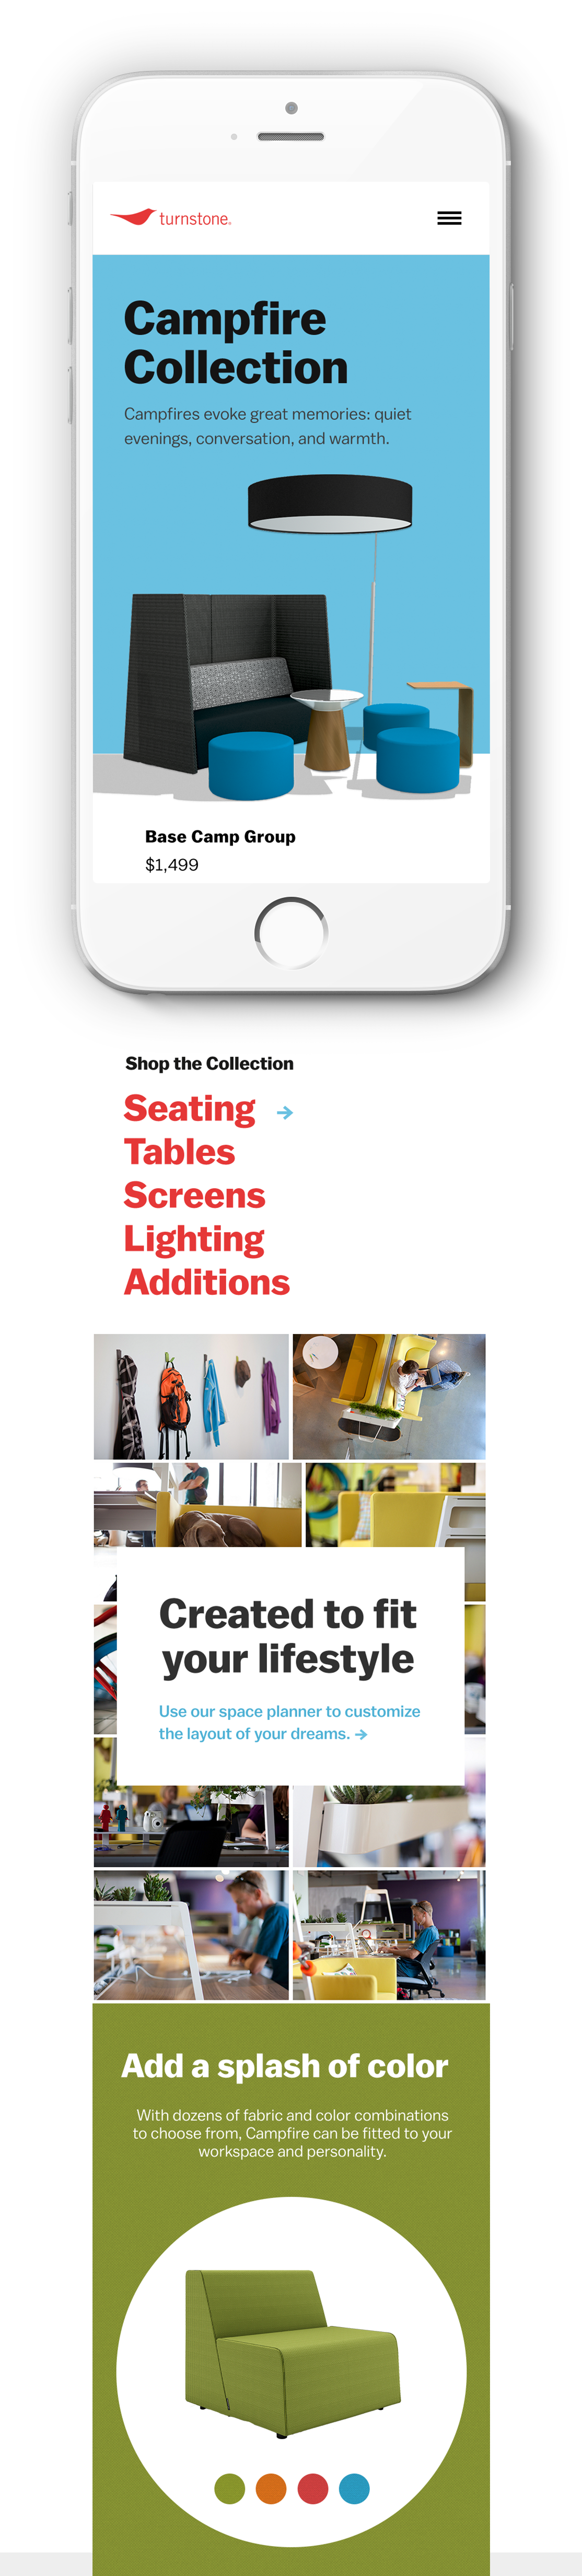 turnstone
Campfire
Collection
Campfires evoke great memories: quiet
evenings, conversation, and warmth.
Base Camp Group
$1,499
Shop the Collection
Seating →
Tables
Screens
Lighting
Additions
Created to fit
your lifestyle
Use our space planner to customize
the layout of your dreams. →
Add a splash of color
With dozens of fabric and color combinations
to choose from, Campfire can be fitted to your
workspace and personality.